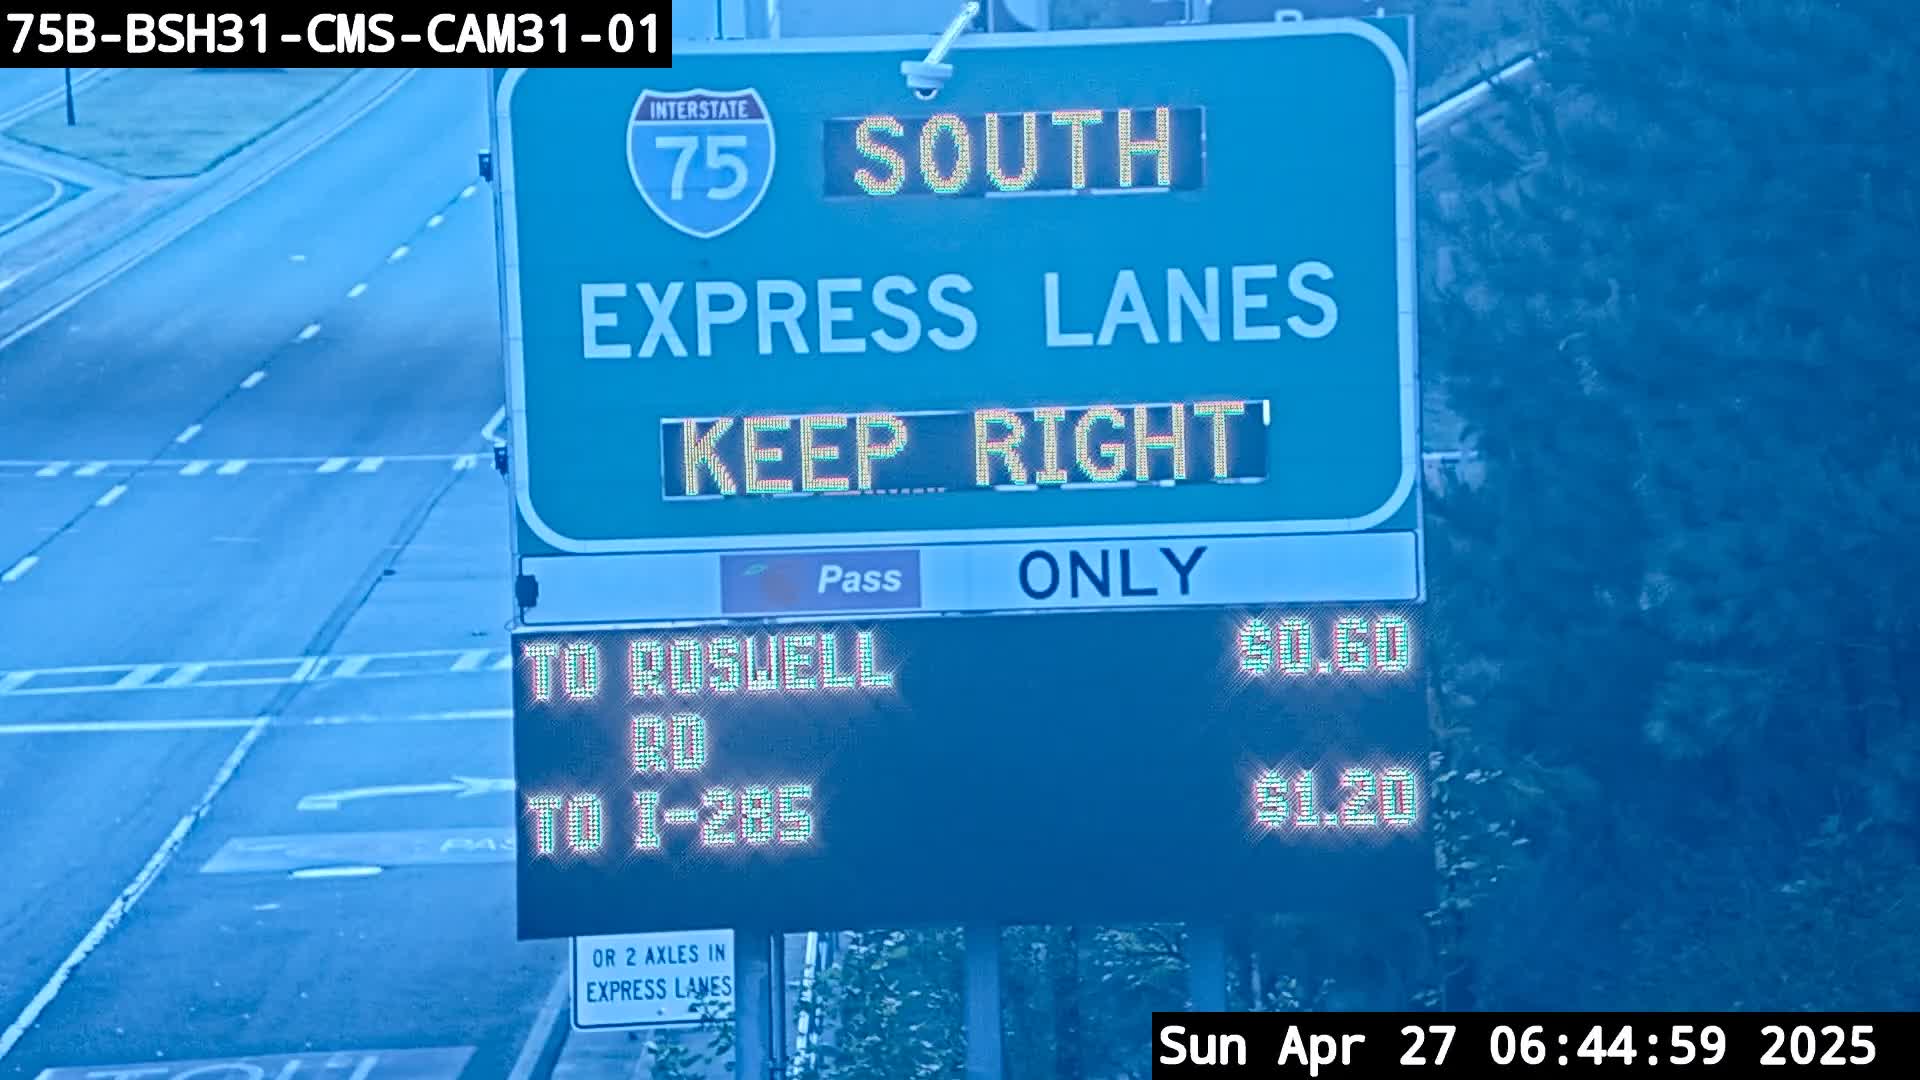 75B-BSH31-CMS-CAM31-01
INTERSTATE
75
SOUTH
EXPRESS LANES
KEEP RIGHT
Pass ONLY
TO ROSWELL $0.60
RD
TO I-285 $1.20
OR 2 AXLES IN
EXPRESS LANES
Sun Apr 27 06:44:59 2025